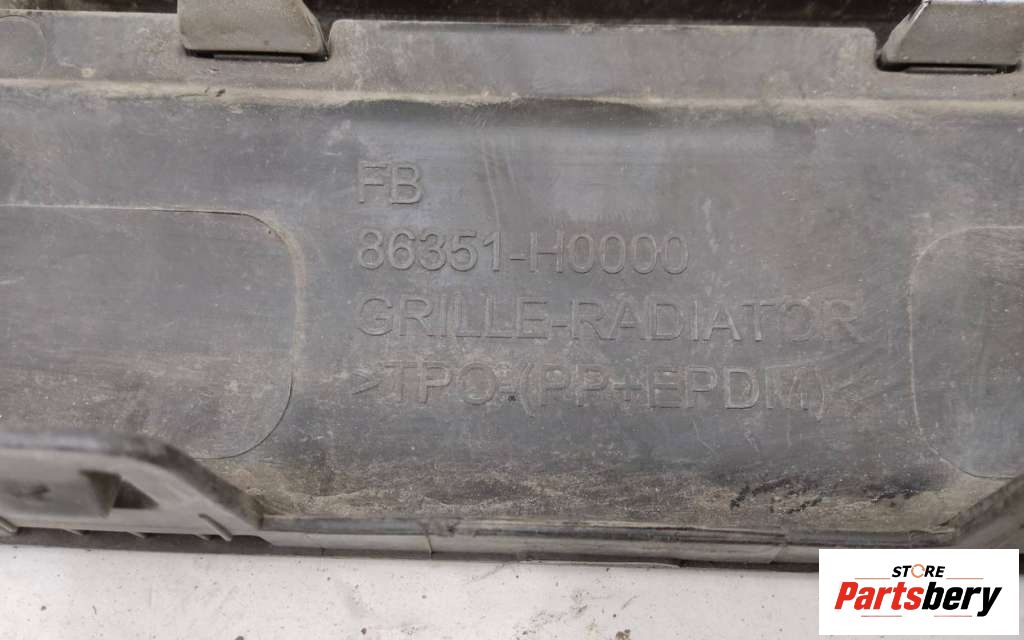 FB
86351-H0000
GRILLE-RADIATOR
>TPO-(PP+EPDM)<
STORE
Partsbery